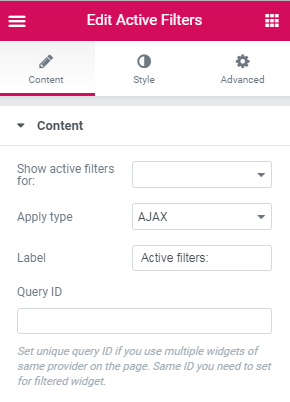 Edit Active Filters
Content Style Advanced
Content
Show active filters
for:
Apply type AJAX
Label Active filters:
Query ID
Set unique query ID if you use multiple widgets of
same provider on the page. Same ID you need to set
for filtered widget.